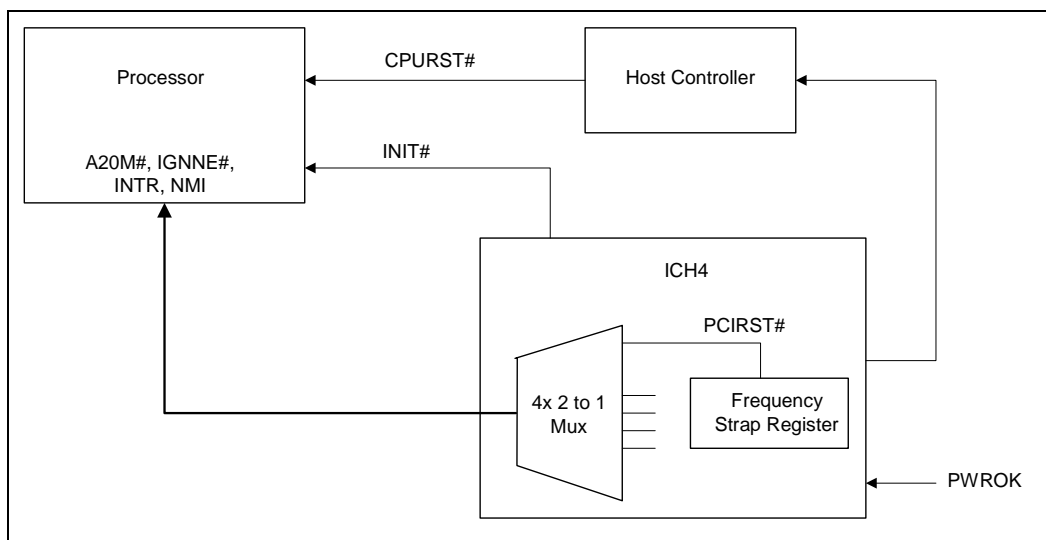 CPURST#
Processor
Host Controller
INIT#
A20M#, IGNNE#,
INTR, NMI
ICH4
PCIRST#
4x 2 to 1
Mux
Frequency
Strap Register
PWROK